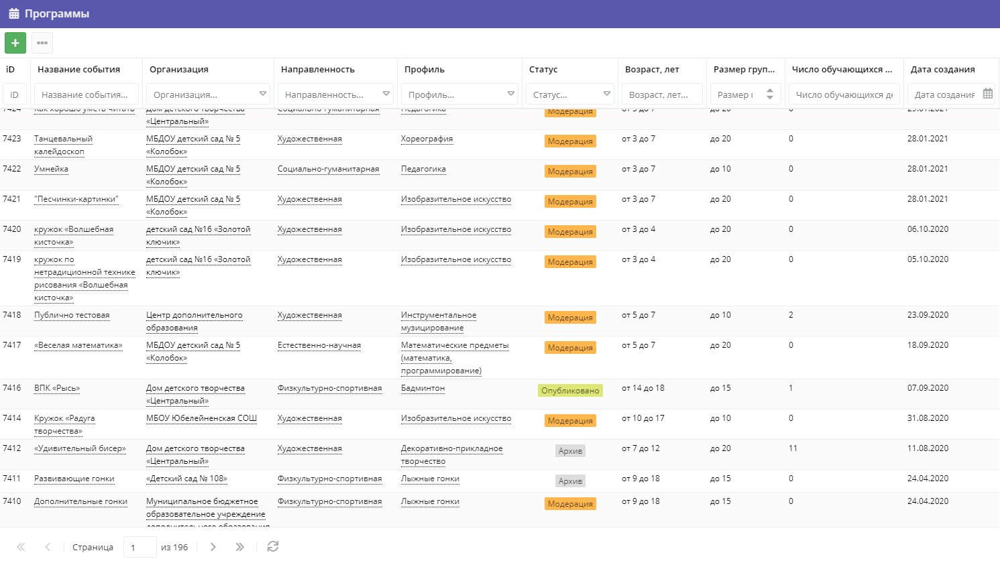 Программы
iD Название события Организация Направленность Профиль Статус Возраст, лет Размер груп... Число обучающихся ... Дата создания
iD Название события... Организация... Направленность... Профиль... Статус... Возраст, лет... Размер г Число обучающихся де Дата создания
7424 Как хорошо уметь читать Дом детского творчества Социально-гуманитарная Педагогика Модерация от 5 до 7 до 20 0 29.01.2021
«Центральный»
7423 Танцевальный МБДОУ детский сад № 5 Художественная Хореография Модерация от 3 до 7 до 20 0 28.01.2021
калейдоскоп «Колобок»
7422 Умнейка МБДОУ детский сад № 5 Социально-гуманитарная Педагогика Модерация от 3 до 7 до 10 0 28.01.2021
«Колобок»
7421 "Песчинки-картинки" МБДОУ детский сад № 5 Художественная Изобразительное искусство Модерация от 3 до 7 до 20 0 28.01.2021
«Колобок»
7420 кружок «Волшебная детский сад №16 «Золотой Художественная Изобразительное искусство Модерация от 3 до 4 до 20 0 06.10.2020
кисточка» ключик»
7419 кружок по детский сад №16 «Золотой Художественная Изобразительное искусство Модерация от 3 до 4 до 20 0 05.10.2020
нетрадиционной технике ключик»
рисования «Волшебная
кисточка»
7418 Публично тестовая Центр дополнительного Художественная Инструментальное Модерация от 5 до 7 до 10 2 23.09.2020
образования музицирование
7417 «Веселая математика» МБДОУ детский сад № 5 Естественно-научная Математические предметы Модерация от 5 до 7 до 20 0 18.09.2020
«Колобок» (математика,
программирование)
7416 ВПК «Рысь» Дом детского творчества Физкультурно-спортивная Бадминтон Опубликовано от 14 до 18 до 15 1 07.09.2020
«Центральный»
7414 Кружок «Радуга МБОУ Юбелейненская СОШ Художественная Изобразительное искусство Модерация от 10 до 17 до 10 0 31.08.2020
творчества»
7412 «Удивительный бисер» Дом детского творчества Художественная Декоративно-прикладное Архив от 7 до 12 до 20 11 11.08.2020
«Центральный» творчество
7411 Развивающие гонки «Детский сад № 108» Физкультурно-спортивная Лыжные гонки Архив от 9 до 18 до 15 0 24.04.2020
7410 Дополнительные гонки Муниципальное бюджетное Физкультурно-спортивная Лыжные гонки Модерация от 9 до 18 до 15 0 24.04.2020
образовательное учреждение
дополнительного образования
Страница 1 из 196